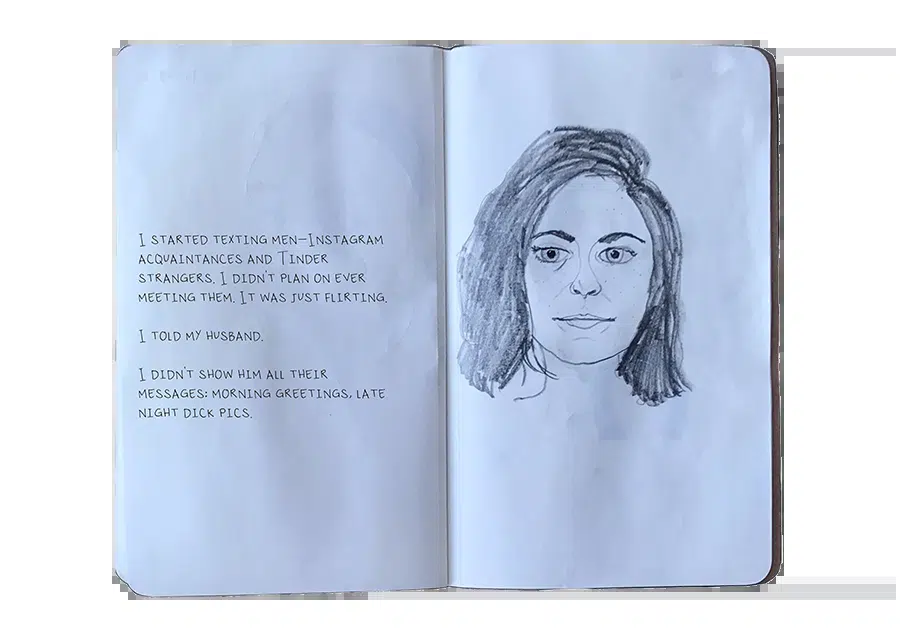 I STARTED TEXTING MEN—INSTAGRAM
ACQUAINTANCES AND TINDER
STRANGERS. I DIDN'T PLAN ON EVER
MEETING THEM. IT WAS JUST FLIRTING.
I TOLD MY HUSBAND.
I DIDN'T SHOW HIM ALL THEIR
MESSAGES: MORNING GREETINGS, LATE
NIGHT DICK PICS.